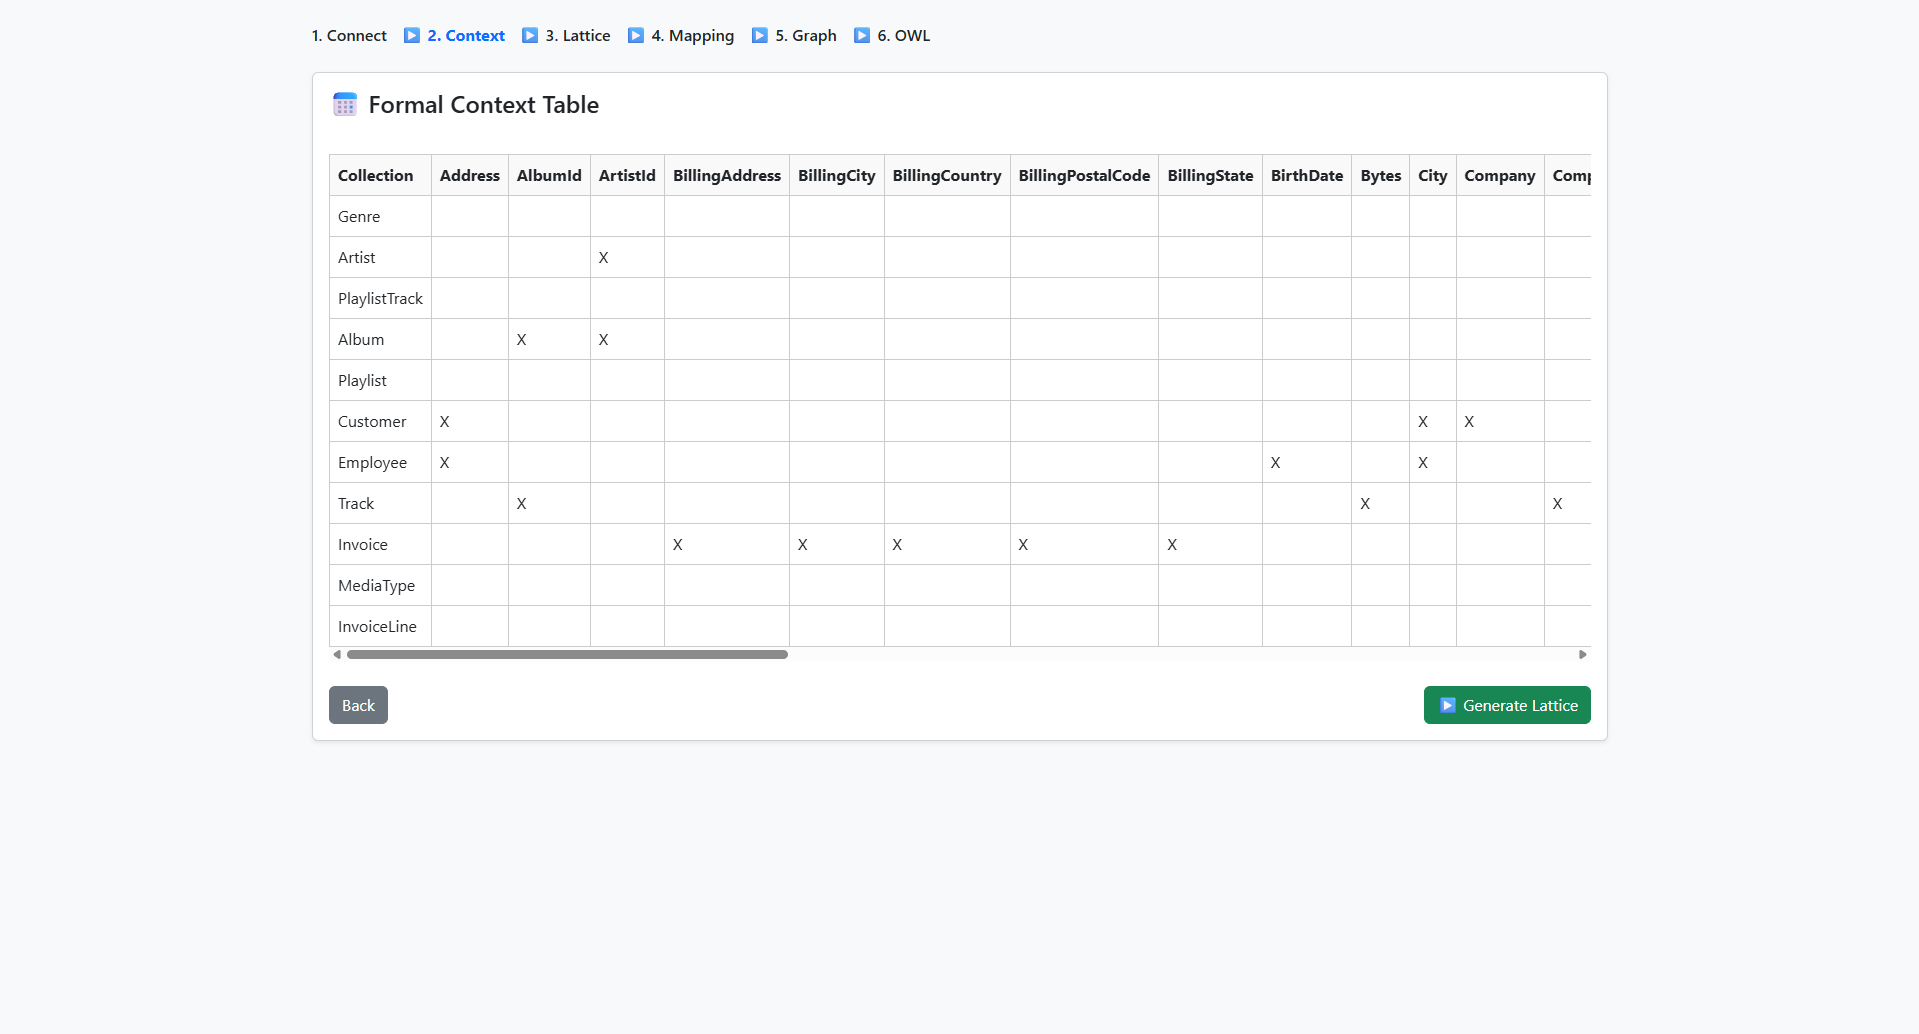 1. Connect ▶ 2. Context ▶ 3. Lattice ▶ 4. Mapping ▶ 5. Graph ▶ 6. OWL
Formal Context Table
Collection Address AlbumId ArtistId BillingAddress BillingCity BillingCountry BillingPostalCode BillingState BirthDate Bytes City Company Comp
Genre
Artist X
PlaylistTrack
Album X X
Playlist
Customer X X X
Employee X X X
Track X X X
Invoice X X X X X
MediaType
InvoiceLine
Back ▶ Generate Lattice